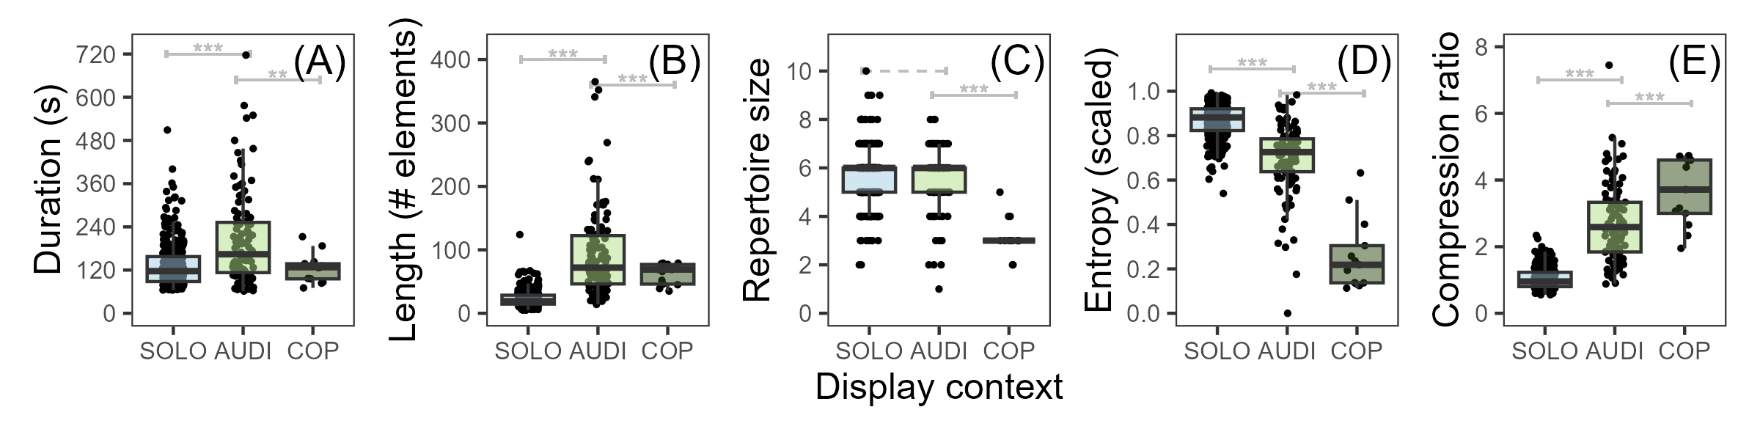 (A)
Duration (s)
720
600
480
360
240
120
0
***
**
SOLO AUDI COP
(B)
Length (# elements)
400
300
200
100
0
***
***
SOLO AUDI COP
(C)
Repertoire size
10
8
6
4
2
0
***
SOLO AUDI COP
(D)
Entropy (scaled)
1.0
0.8
0.6
0.4
0.2
0.0
***
***
SOLO AUDI COP
(E)
Compression ratio
8
6
4
2
0
***
***
SOLO AUDI COP
Display context